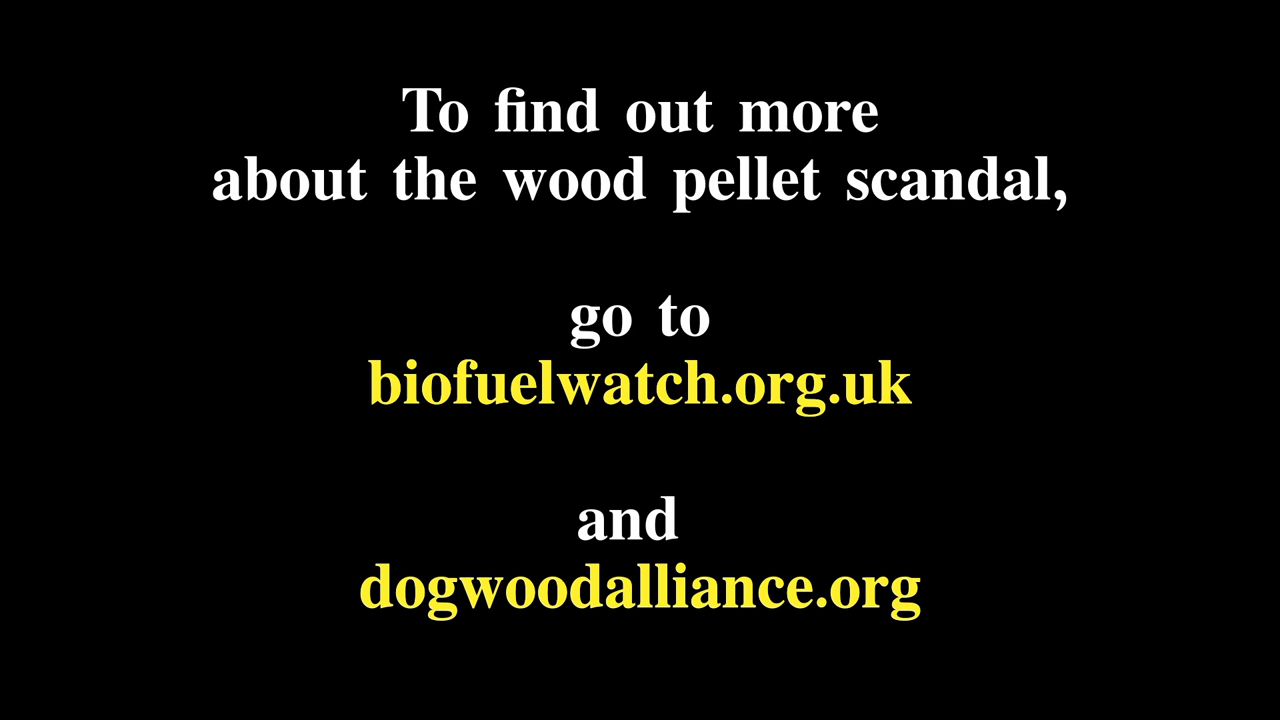 To find out more
about the wood pellet scandal,
go to
biofuelwatch.org.uk
and
dogwoodalliance.org